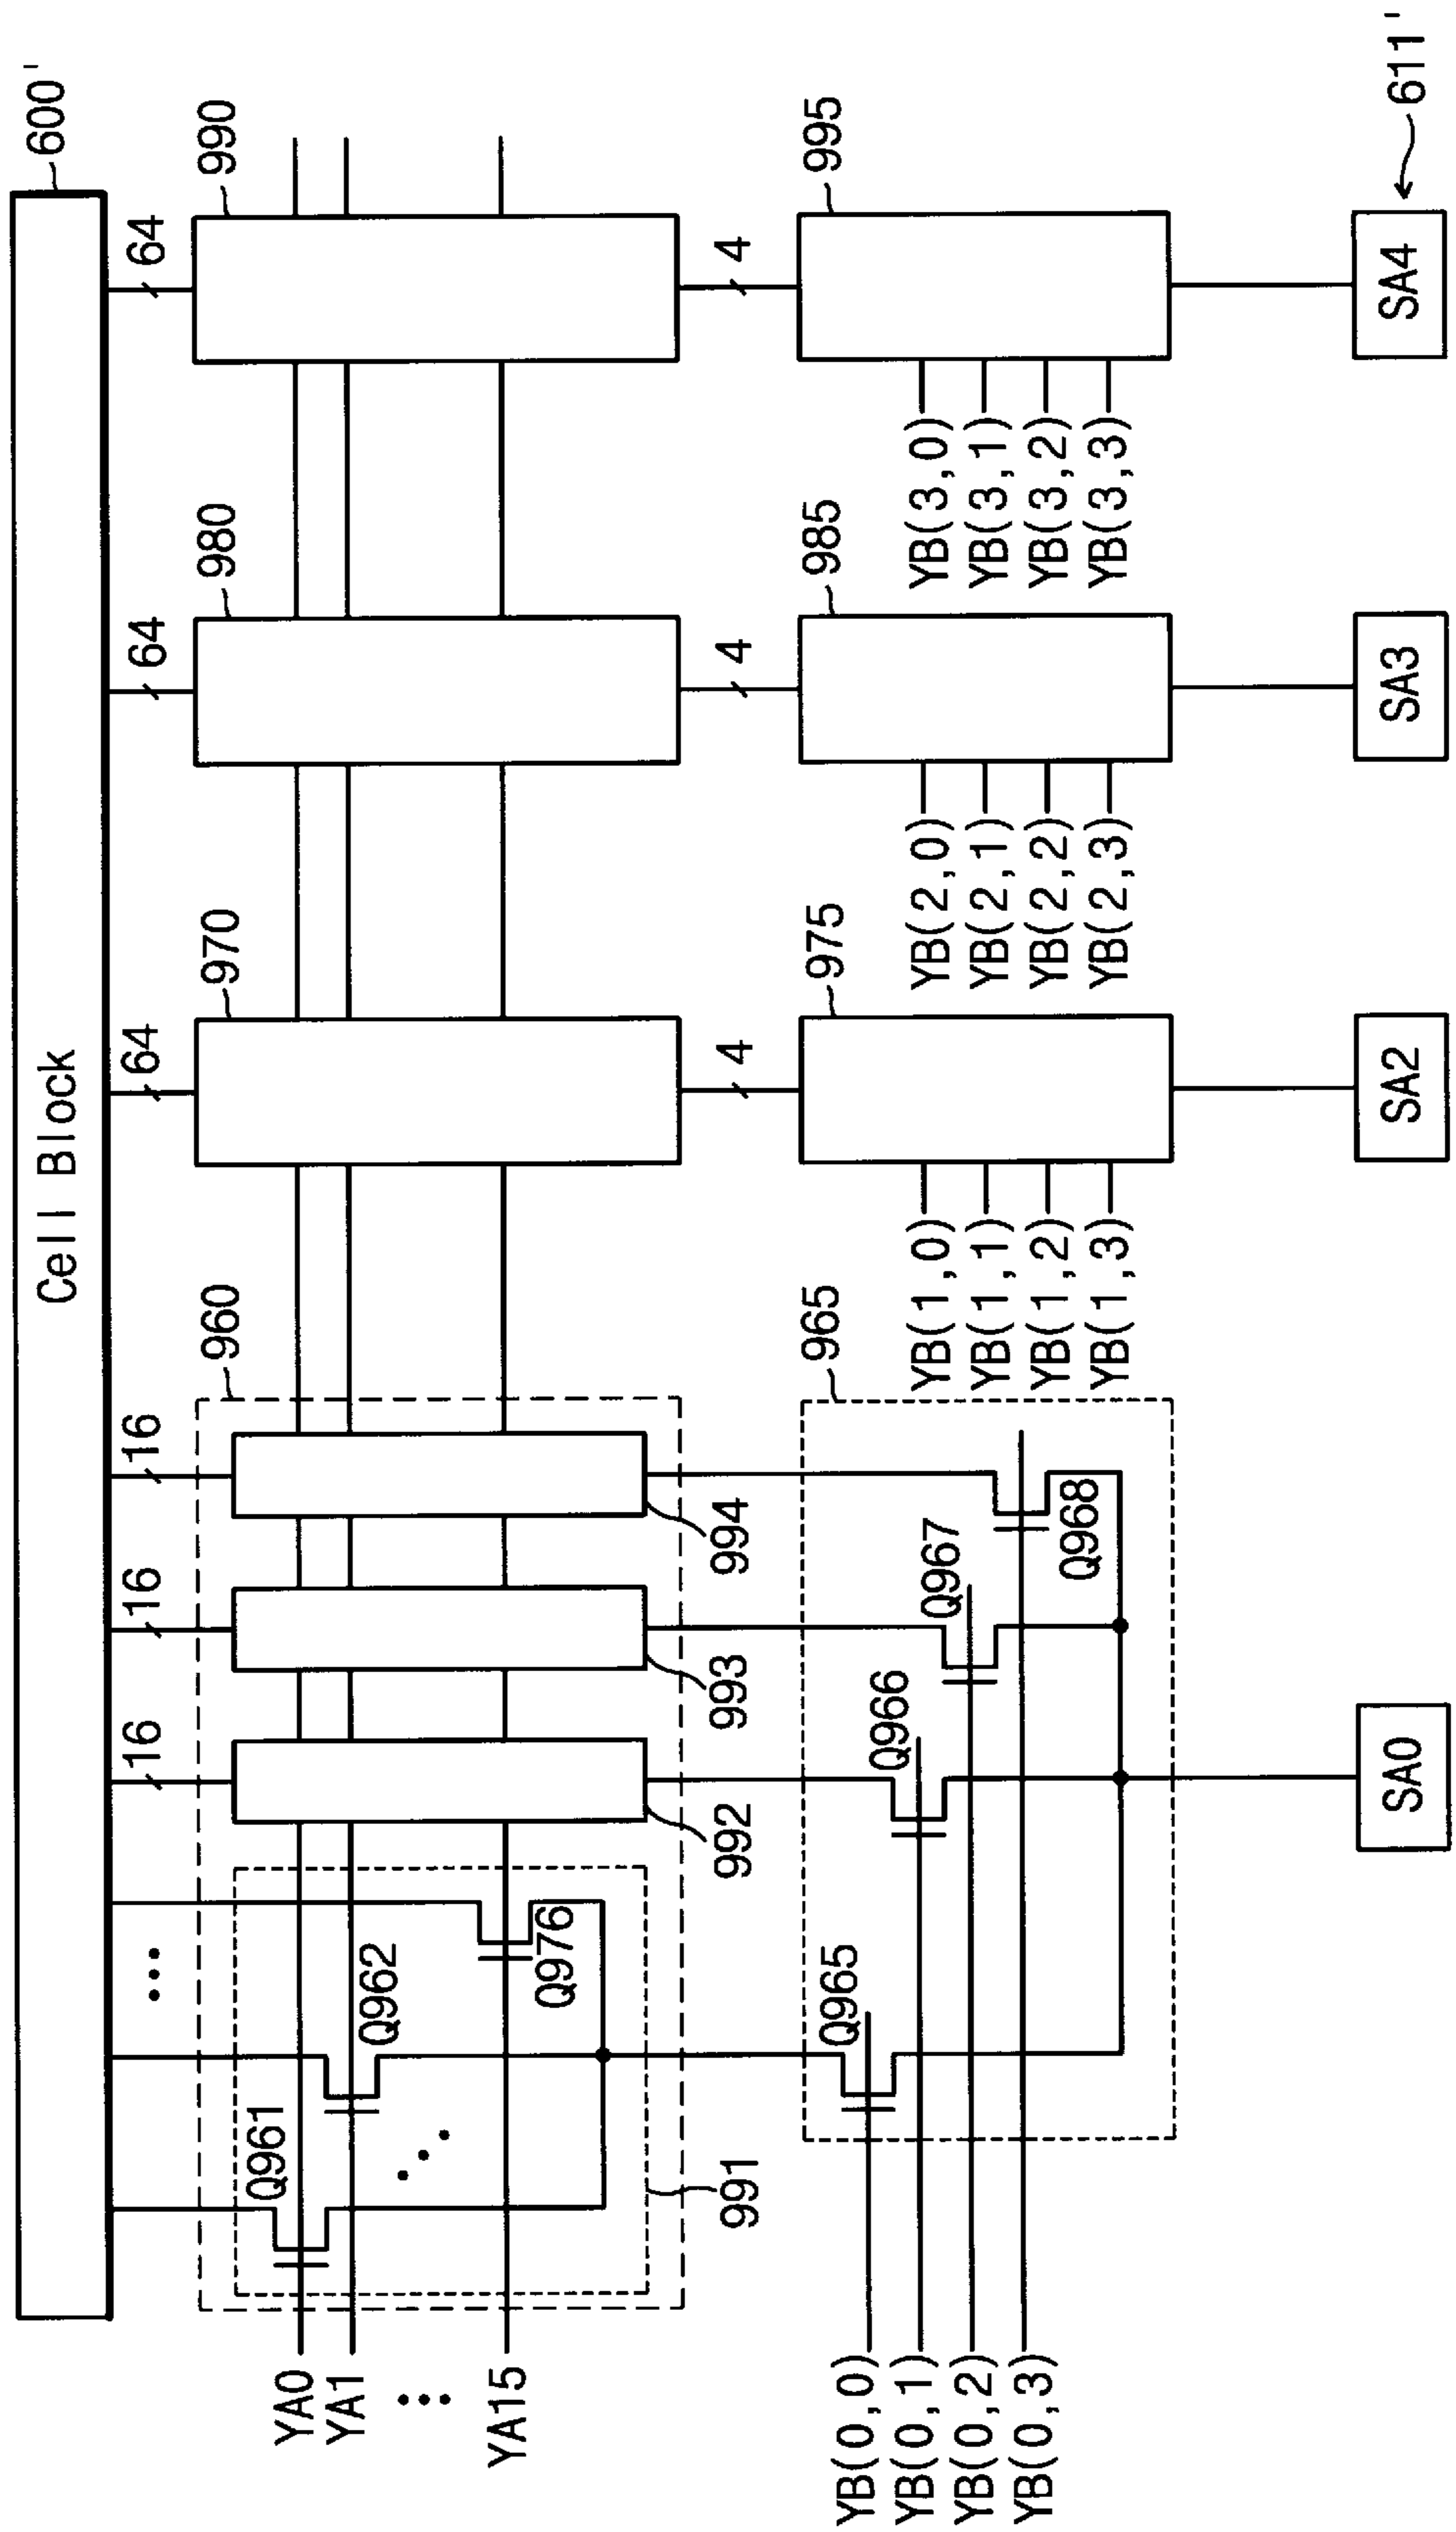 600'
Cell Block
16
16
16
64
64
64
960
970
980
990
YA0
YA1
YA15
Q961
Q962
Q976
991
992
993
994
4
4
4
965
975
985
995
YB(0,0)
YB(0,1)
YB(0,2)
YB(0,3)
Q965
Q966
Q967
Q968
YB(1,0)
YB(1,1)
YB(1,2)
YB(1,3)
YB(2,0)
YB(2,1)
YB(2,2)
YB(2,3)
YB(3,0)
YB(3,1)
YB(3,2)
YB(3,3)
SA0
SA2
SA3
SA4
611'